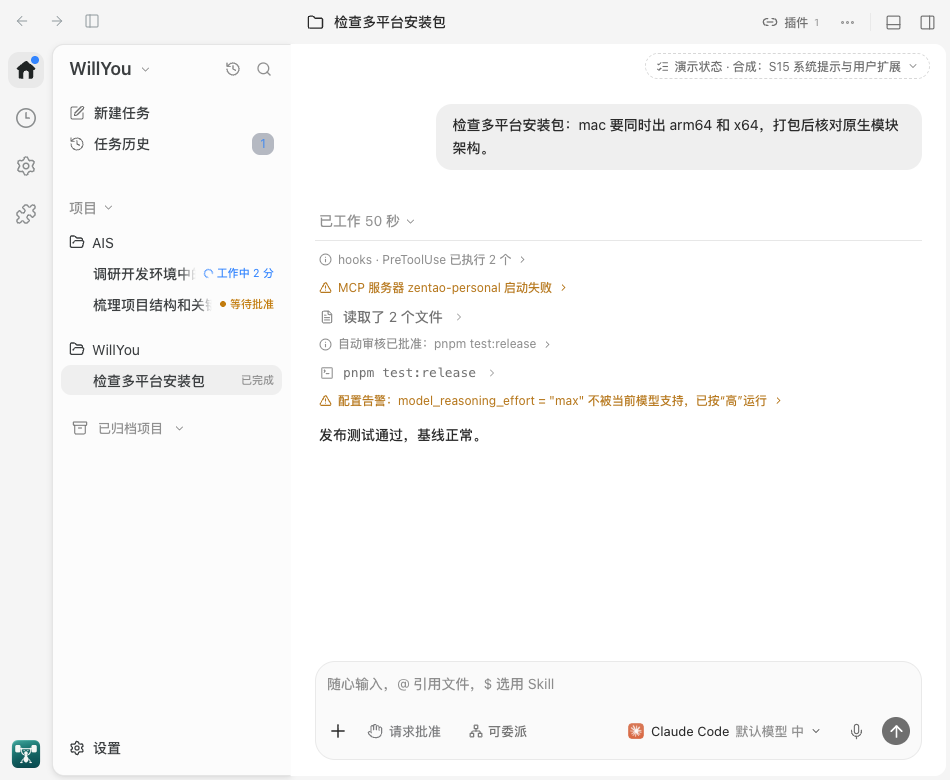 检查多平台安装包
插件 1
WillYou
演示状态 · 合成：S15 系统提示与用户扩展
新建任务
任务历史
1
项目
AIS
调研开发环境中
工作中 2 分
梳理项目结构和关
等待批准
WillYou
检查多平台安装包
已完成
已归档项目
设置
检查多平台安装包：mac 要同时出 arm64 和 x64，打包后核对原生模块
架构。
已工作 50 秒
hooks · PreToolUse 已执行 2 个
MCP 服务器 zentao-personal 启动失败
读取了 2 个文件
自动审核已批准：pnpm test:release
pnpm test:release
配置告警：model_reasoning_effort = "max" 不被当前模型支持，已按“高”运行
发布测试通过，基线正常。
随心输入，@ 引用文件，$ 选用 Skill
请求批准
可委派
Claude Code 默认模型 中